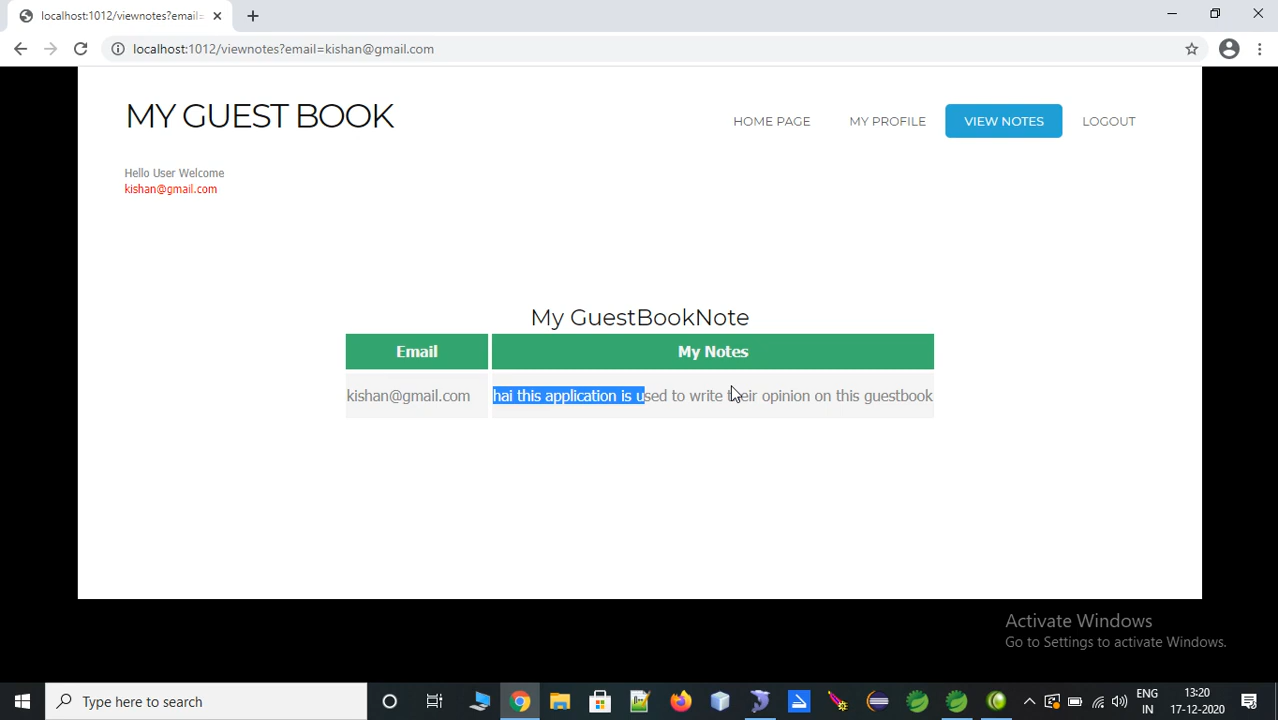 localhost:1012/viewnotes?email=
localhost:1012/viewnotes?email=kishan@gmail.com
MY GUEST BOOK
HOME PAGE
MY PROFILE
VIEW NOTES
LOGOUT
Hello User Welcome
kishan@gmail.com
My GuestBookNote
Email
My Notes
kishan@gmail.com
hai this application is used to write their opinion on this guestbook
Activate Windows
Go to Settings to activate Windows.
Type here to search
ENG
IN
13:20
17-12-2020